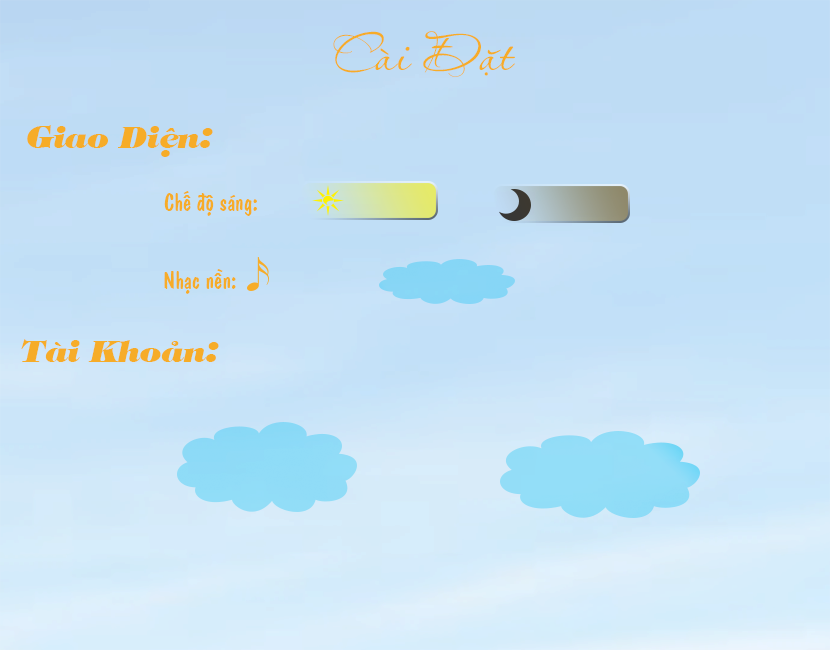 Cài Đặt
Giao Diện:
Chế độ sáng:
Nhạc nền:
Tài Khoản: